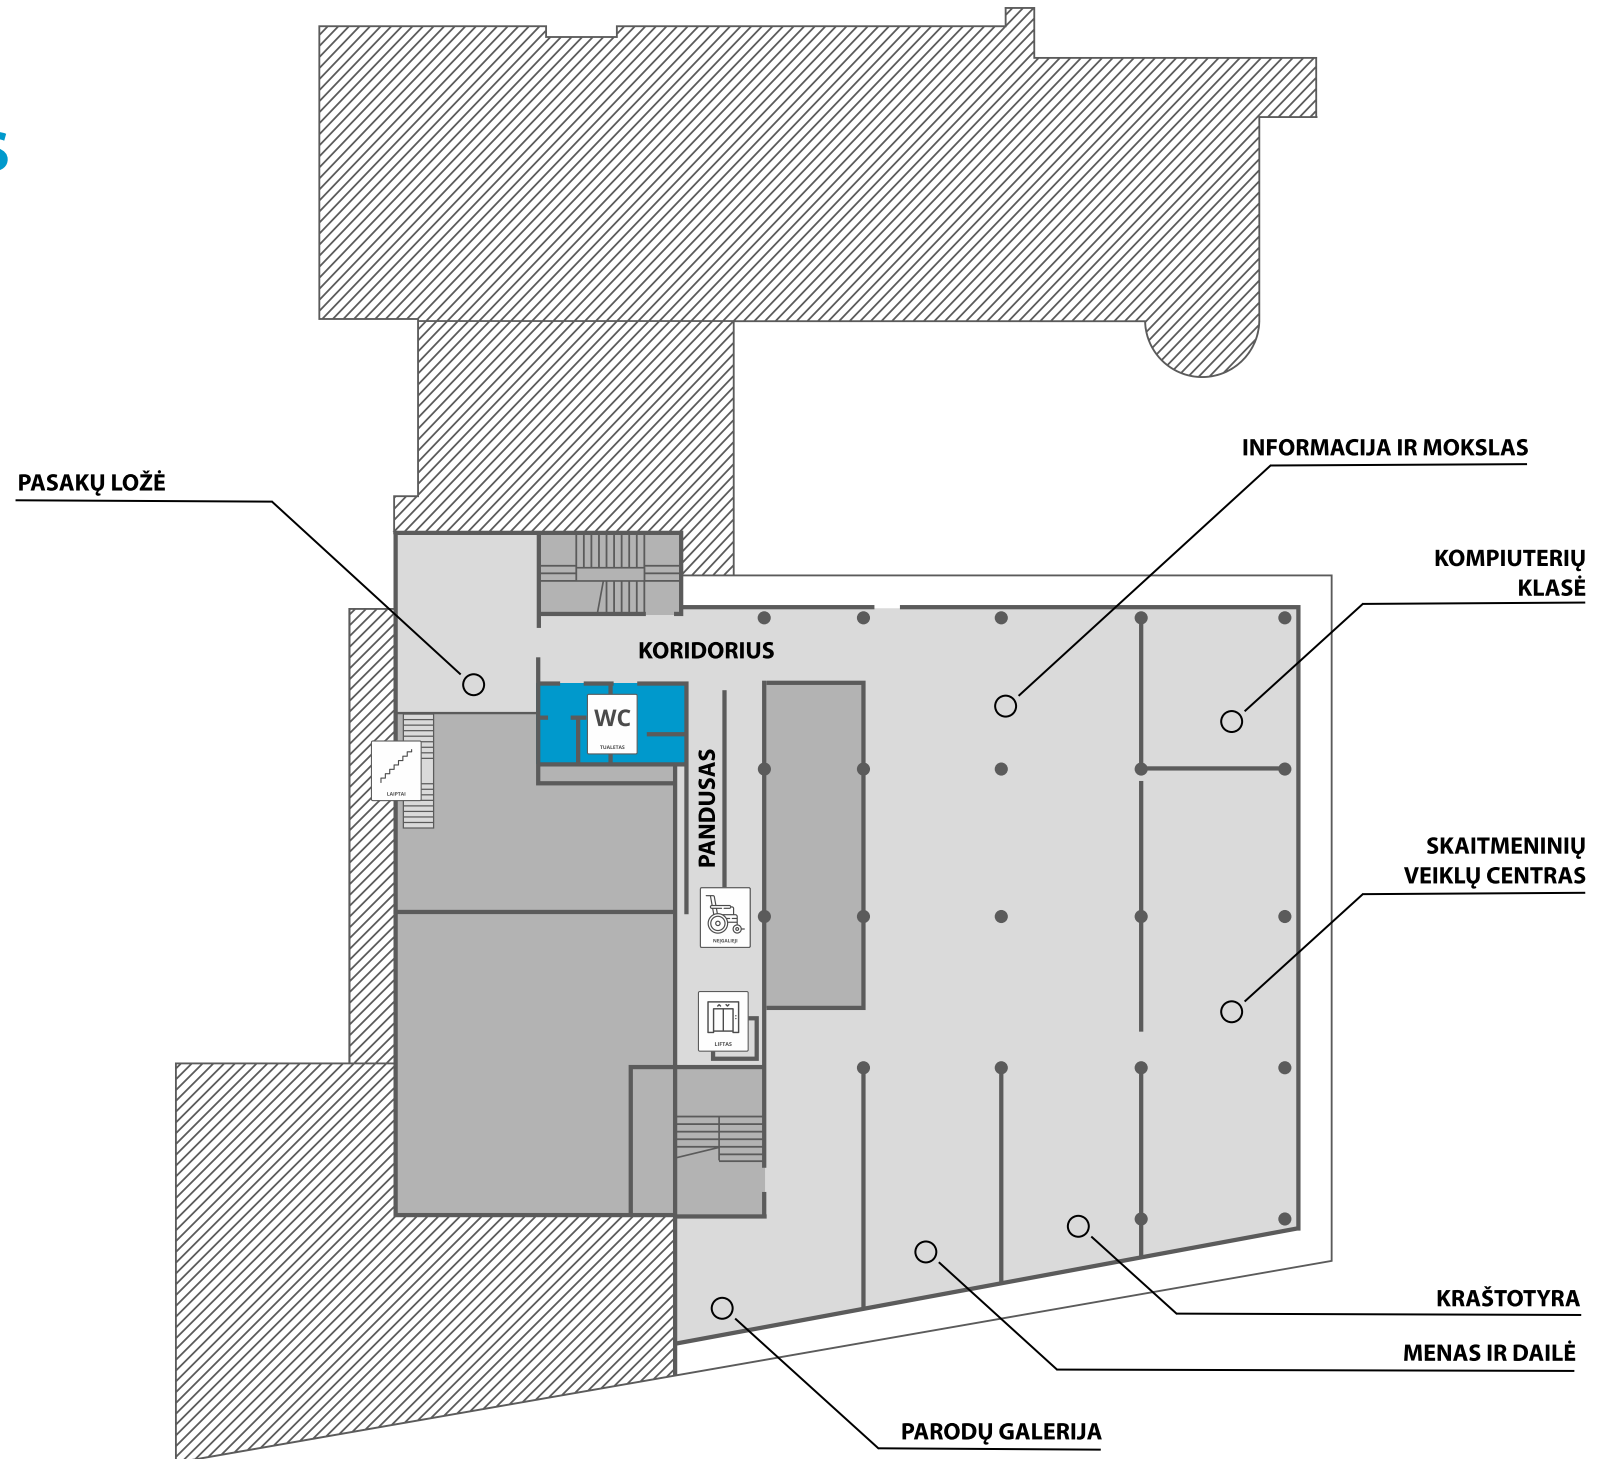 S
INFORMACIJA IR MOKSLAS
PASAKŲ LOŽĖ
KOMPIUTERIŲ
KLASĖ
KORIDORIUS
WC
TUALETAS
LAIPTAI
PANDUSAS
SKAITMENINIŲ
VEIKLŲ CENTRAS
NEĮGALIEJI
LIFTAS
KRAŠTOTYRA
MENAS IR DAILĖ
PARODŲ GALERIJA